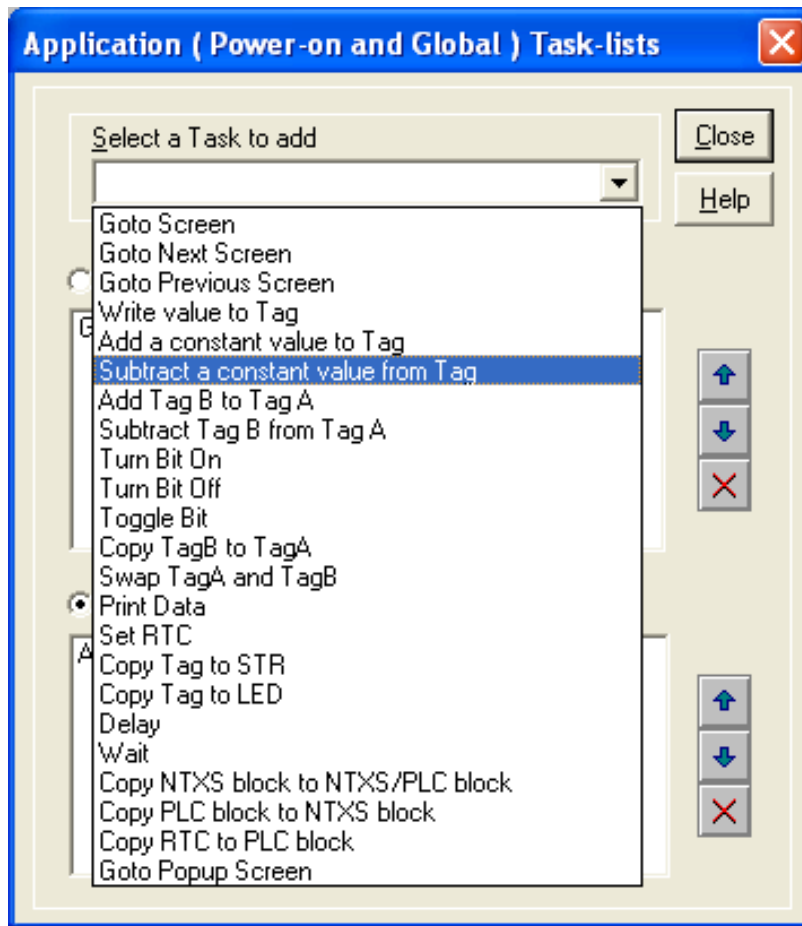 Application ( Power-on and Global ) Task-lists
Select a Task to add
Close
Help
Goto Screen
Goto Next Screen
Goto Previous Screen
Write value to Tag
Add a constant value to Tag
Subtract a constant value from Tag
Add Tag B to Tag A
Subtract Tag B from Tag A
Turn Bit On
Turn Bit Off
Toggle Bit
Copy TagB to TagA
Swap TagA and TagB
Print Data
Set RTC
Copy Tag to STR
Copy Tag to LED
Delay
Wait
Copy NTXS block to NTXS/PLC block
Copy PLC block to NTXS block
Copy RTC to PLC block
Goto Popup Screen